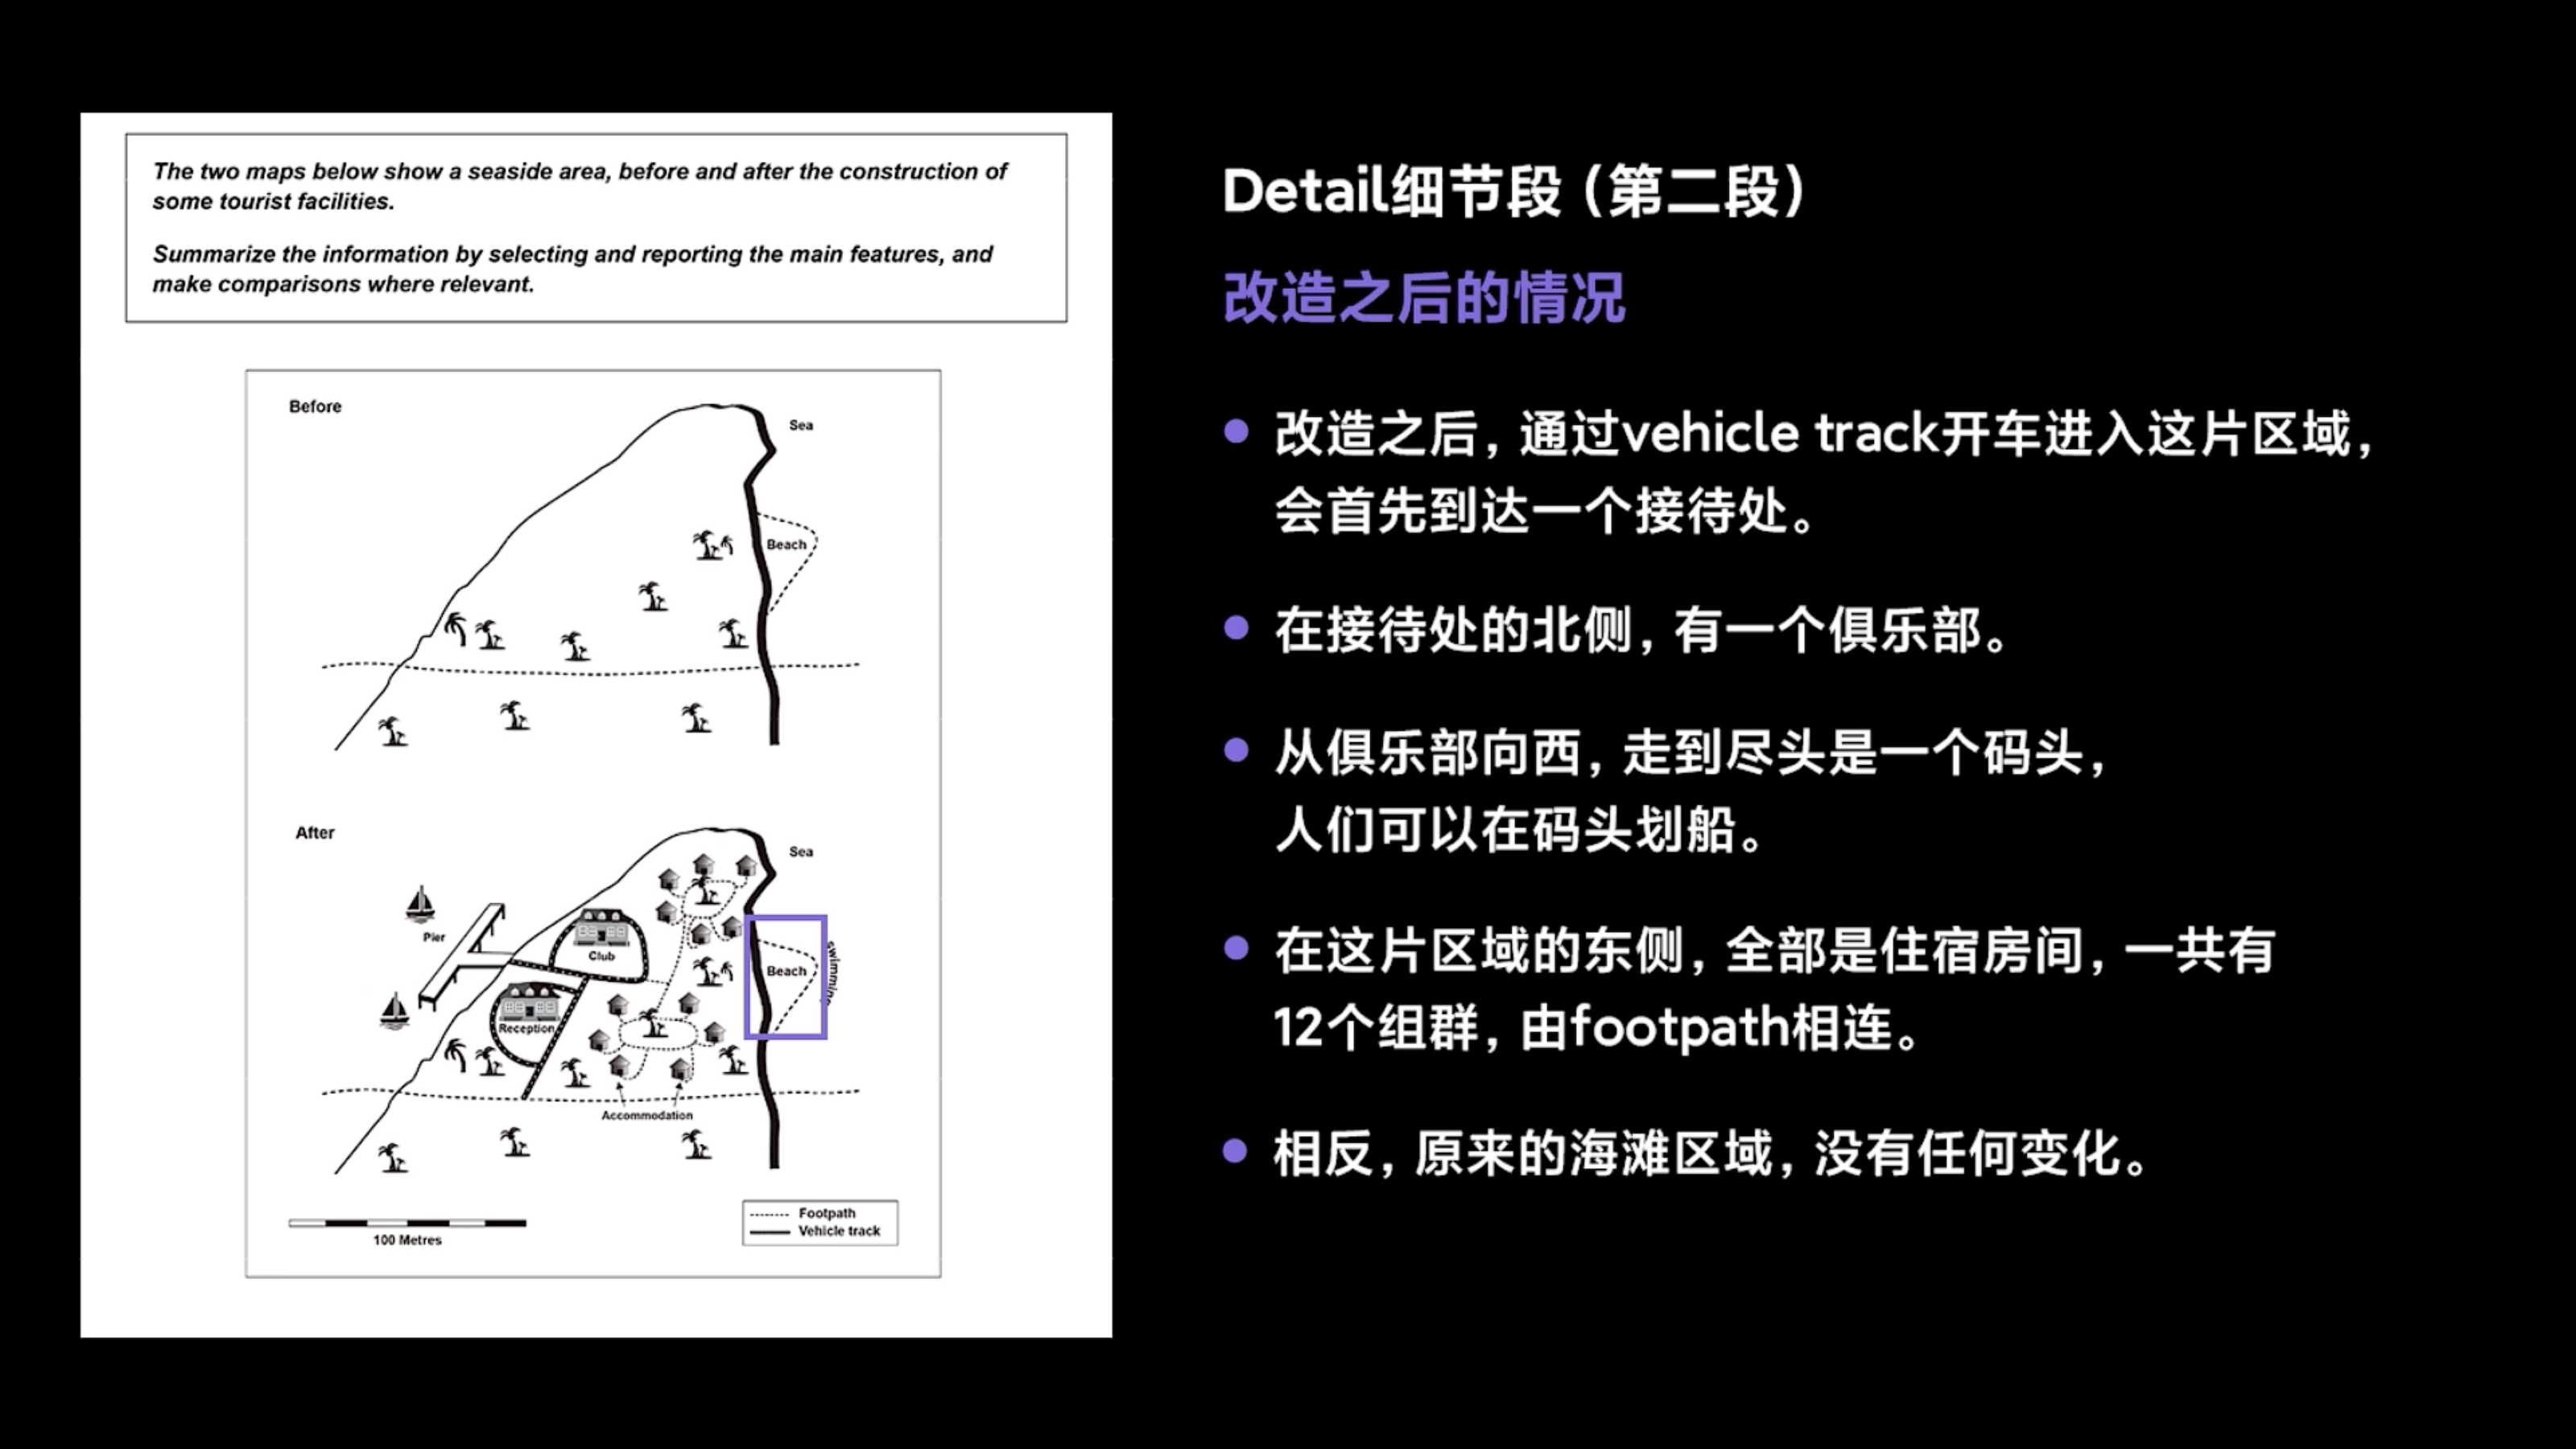 The two maps below show a seaside area, before and after the construction of
some tourist facilities.
Summarize the information by selecting and reporting the main features, and
make comparisons where relevant.
Before
Sea
Beach
After
Sea
Pier
Club
Beach
swimming
Reception
Accommodation
Footpath
Vehicle track
100 Metres
Detail细节段（第二段）
改造之后的情况
改造之后，通过vehicle track开车进入这片区域，
会首先到达一个接待处。
在接待处的北侧，有一个俱乐部。
从俱乐部向西，走到尽头是一个码头，
人们可以在码头划船。
在这片区域的东侧，全部是住宿房间，一共有
12个组群，由footpath相连。
相反，原来的海滩区域，没有任何变化。